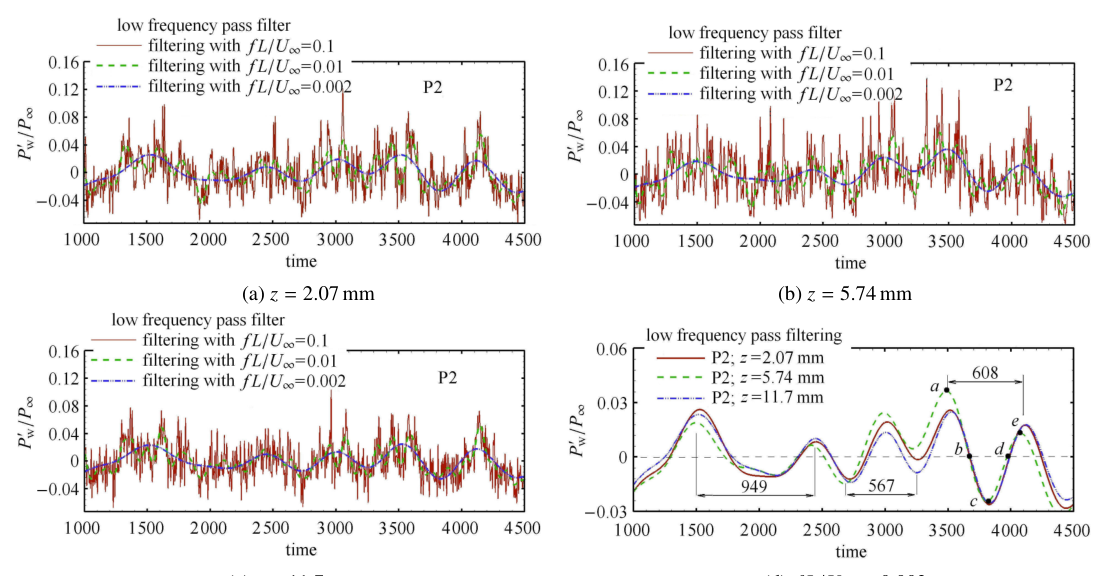 low frequency pass filter
filtering with fL/U∞=0.1
filtering with fL/U∞=0.01
filtering with fL/U∞=0.002
P2
0.16
0.12
0.08
0.04
0
−0.04
P′w/P∞
1000 1500 2000 2500 3000 3500 4000 4500
time
(a) z = 2.07 mm
low frequency pass filter
filtering with fL/U∞=0.1
filtering with fL/U∞=0.01
filtering with fL/U∞=0.002
P2
0.16
0.12
0.08
0.04
0
−0.04
P′w/P∞
1000 1500 2000 2500 3000 3500 4000 4500
time
(b) z = 5.74 mm
low frequency pass filter
filtering with fL/U∞=0.1
filtering with fL/U∞=0.01
filtering with fL/U∞=0.002
P2
0.16
0.12
0.08
0.04
0
−0.04
P′w/P∞
1000 1500 2000 2500 3000 3500 4000 4500
time
low frequency pass filtering
P2; z=2.07 mm
P2; z=5.74 mm
P2; z=11.7 mm
0.06
0.03
0
−0.03
P′w/P∞
a
608
e
b
d
949
567
c
1000 1500 2000 2500 3000 3500 4000 4500
time